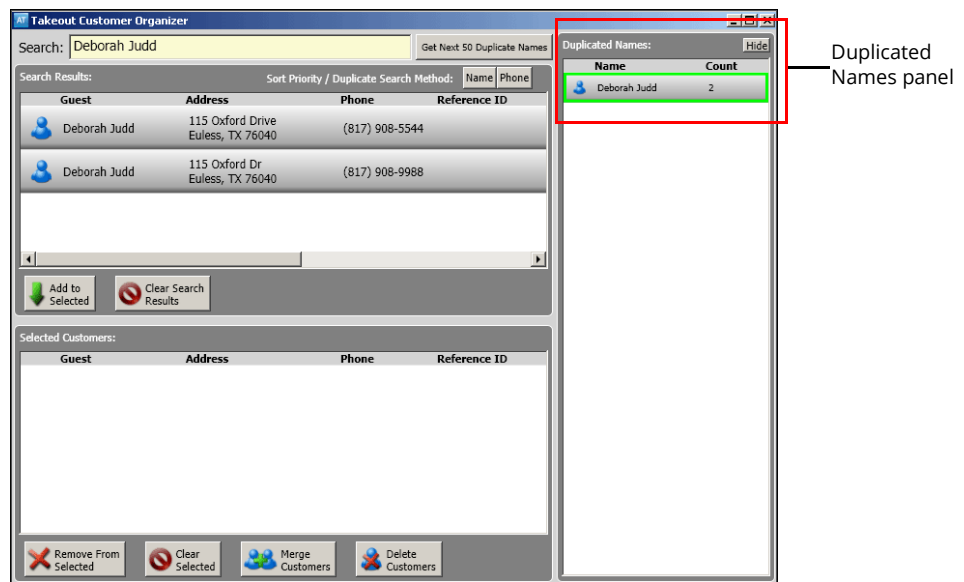 AT Takeout Customer Organizer
Search: Deborah Judd
Get Next 50 Duplicate Names
Search Results:
Sort Priority / Duplicate Search Method: Name Phone
Guest Address Phone Reference ID
Deborah Judd
115 Oxford Drive
Euless, TX 76040
(817) 908-5544
Deborah Judd
115 Oxford Dr
Euless, TX 76040
(817) 908-9988
Add to
Selected
Clear Search
Results
Selected Customers:
Guest Address Phone Reference ID
Remove From
Selected
Clear
Selected
Merge
Customers
Delete
Customers
Duplicated Names:
Hide
Name Count
Deborah Judd 2
Duplicated
Names panel